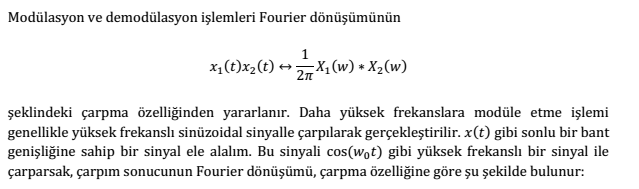 Modülasyon ve demodülasyon işlemleri Fourier dönüşümünün
x₁(t)x₂(t) ↔ 1/2π X₁(w) ∗ X₂(w)
şeklindeki çarpma özelliğinden yararlanır. Daha yüksek frekanslara modüle etme işlemi
genellikle yüksek frekanslı sinüzoidal sinyalle çarpılarak gerçekleştirilir. x(t) gibi sonlu bir bant
genişliğine sahip bir sinyal ele alalım. Bu sinyali cos(w₀t) gibi yüksek frekanslı bir sinyal ile
çarparsak, çarpım sonucunun Fourier dönüşümü, çarpma özelliğine göre şu şekilde bulunur: